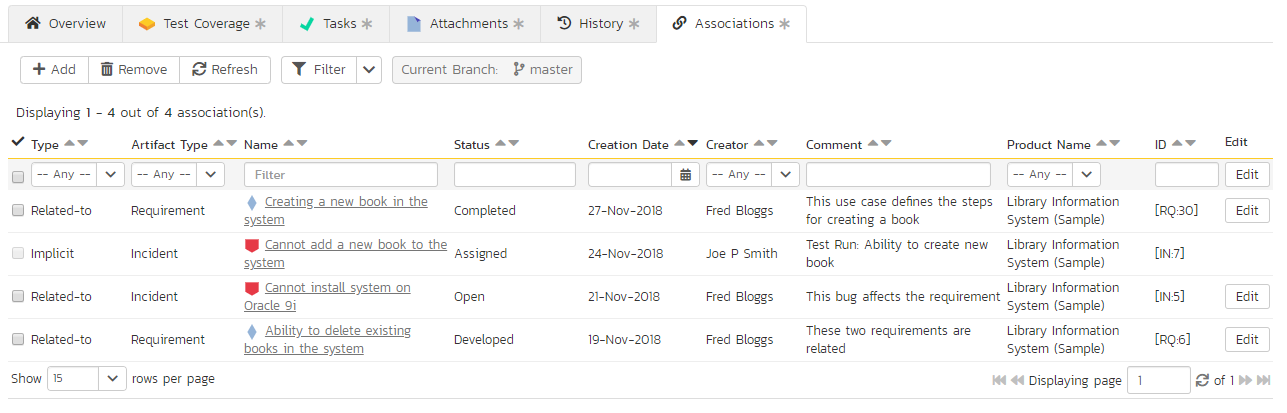 Overview Test Coverage Tasks Attachments History Associations
Add Remove Refresh Filter Current Branch: master
Displaying 1 - 4 out of 4 association(s).
Type Artifact Type Name Status Creation Date Creator Comment Product Name ID Edit
-- Any -- -- Any -- Filter -- Any -- -- Any -- Edit
Related-to Requirement Creating a new book in the system Completed 27-Nov-2018 Fred Bloggs This use case defines the steps for creating a book Library Information System (Sample) [RQ:30] Edit
Implicit Incident Cannot add a new book to the system Assigned 24-Nov-2018 Joe P Smith Test Run: Ability to create new book Library Information System (Sample) [IN:7]
Related-to Incident Cannot install system on Oracle 9i Open 21-Nov-2018 Fred Bloggs This bug affects the requirement Library Information System (Sample) [IN:5] Edit
Related-to Requirement Ability to delete existing books in the system Developed 19-Nov-2018 Fred Bloggs These two requirements are related Library Information System (Sample) [RQ:6] Edit
Show 15 rows per page Displaying page 1 of 1